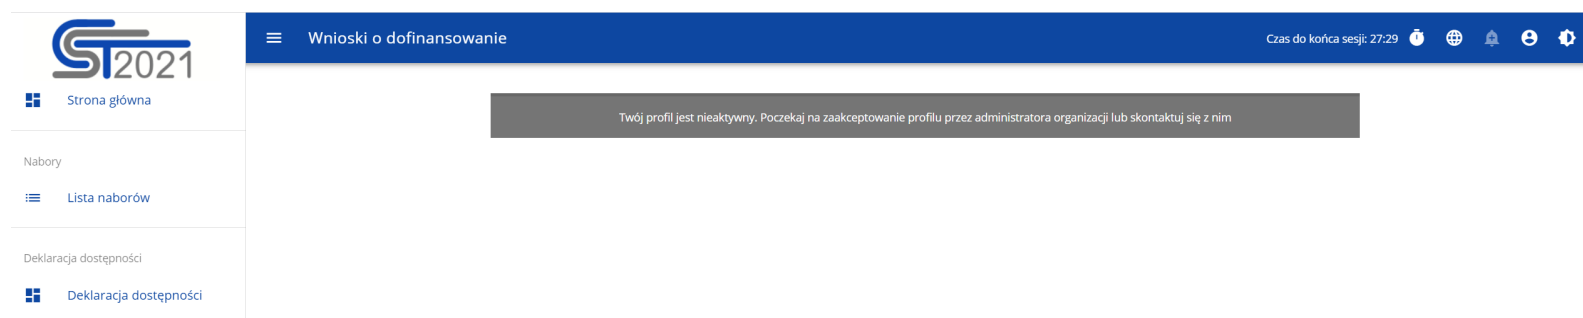 CST2021
Wnioski o dofinansowanie
Czas do końca sesji: 27:29
Strona główna
Twój profil jest nieaktywny. Poczekaj na zaakceptowanie profilu przez administratora organizacji lub skontaktuj się z nim
Nabory
Lista naborów
Deklaracja dostępności
Deklaracja dostępności